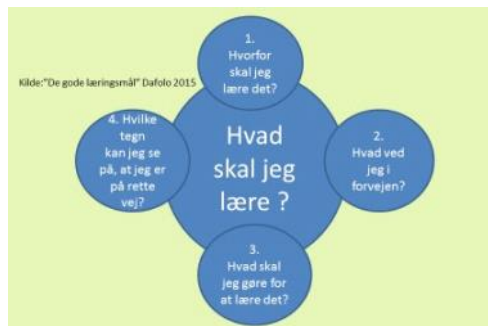 1.
Hvorfor
skal jeg
lære det?
Kilde:"De gode læringsmål" Dafolo 2015
4. Hvilke
tegn
kan jeg se
på, at jeg er
på rette
vej?
Hvad
skal jeg
lære ?
2.
Hvad ved
jeg i
forvejen?
3.
Hvad skal
jeg gøre for
at lære det?